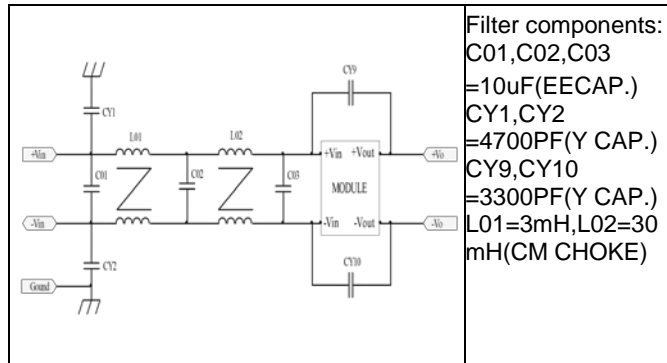 CY9
CY1
L01
L02
+Vin
+Vin
+Vout
+Vo
C01
C02
C03
MODULE
-Vin
-Vin
-Vout
-Vo
CY2
CY10
Gound
Filter components:
C01,C02,C03
=10uF(EECAP.)
CY1,CY2
=4700PF(Y CAP.)
CY9,CY10
=3300PF(Y CAP.)
L01=3mH,L02=30
mH(CM CHOKE)